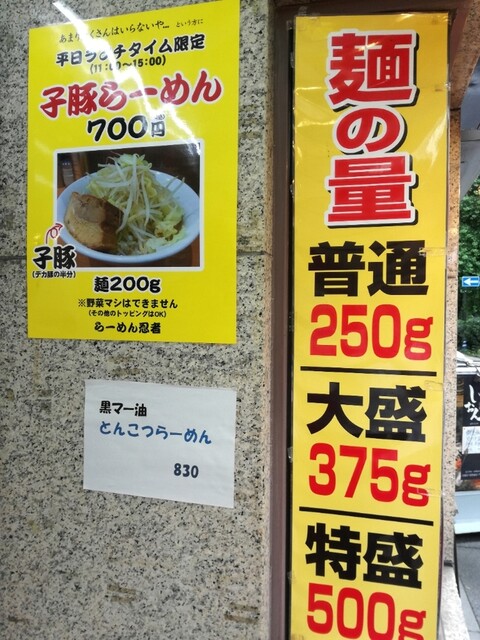 あまりたくさんはいらないや… という方に
平日ランチタイム限定
(11:00〜15:00)
子豚らーめん
700円
子豚
(デカ豚の半分)
麺200g
※野菜マシはできません
(その他のトッピングはOK)
らーめん忍者
黒マー油
とんこつらーめん
830
麺の量
普通
250g
大盛
375g
特盛
500g